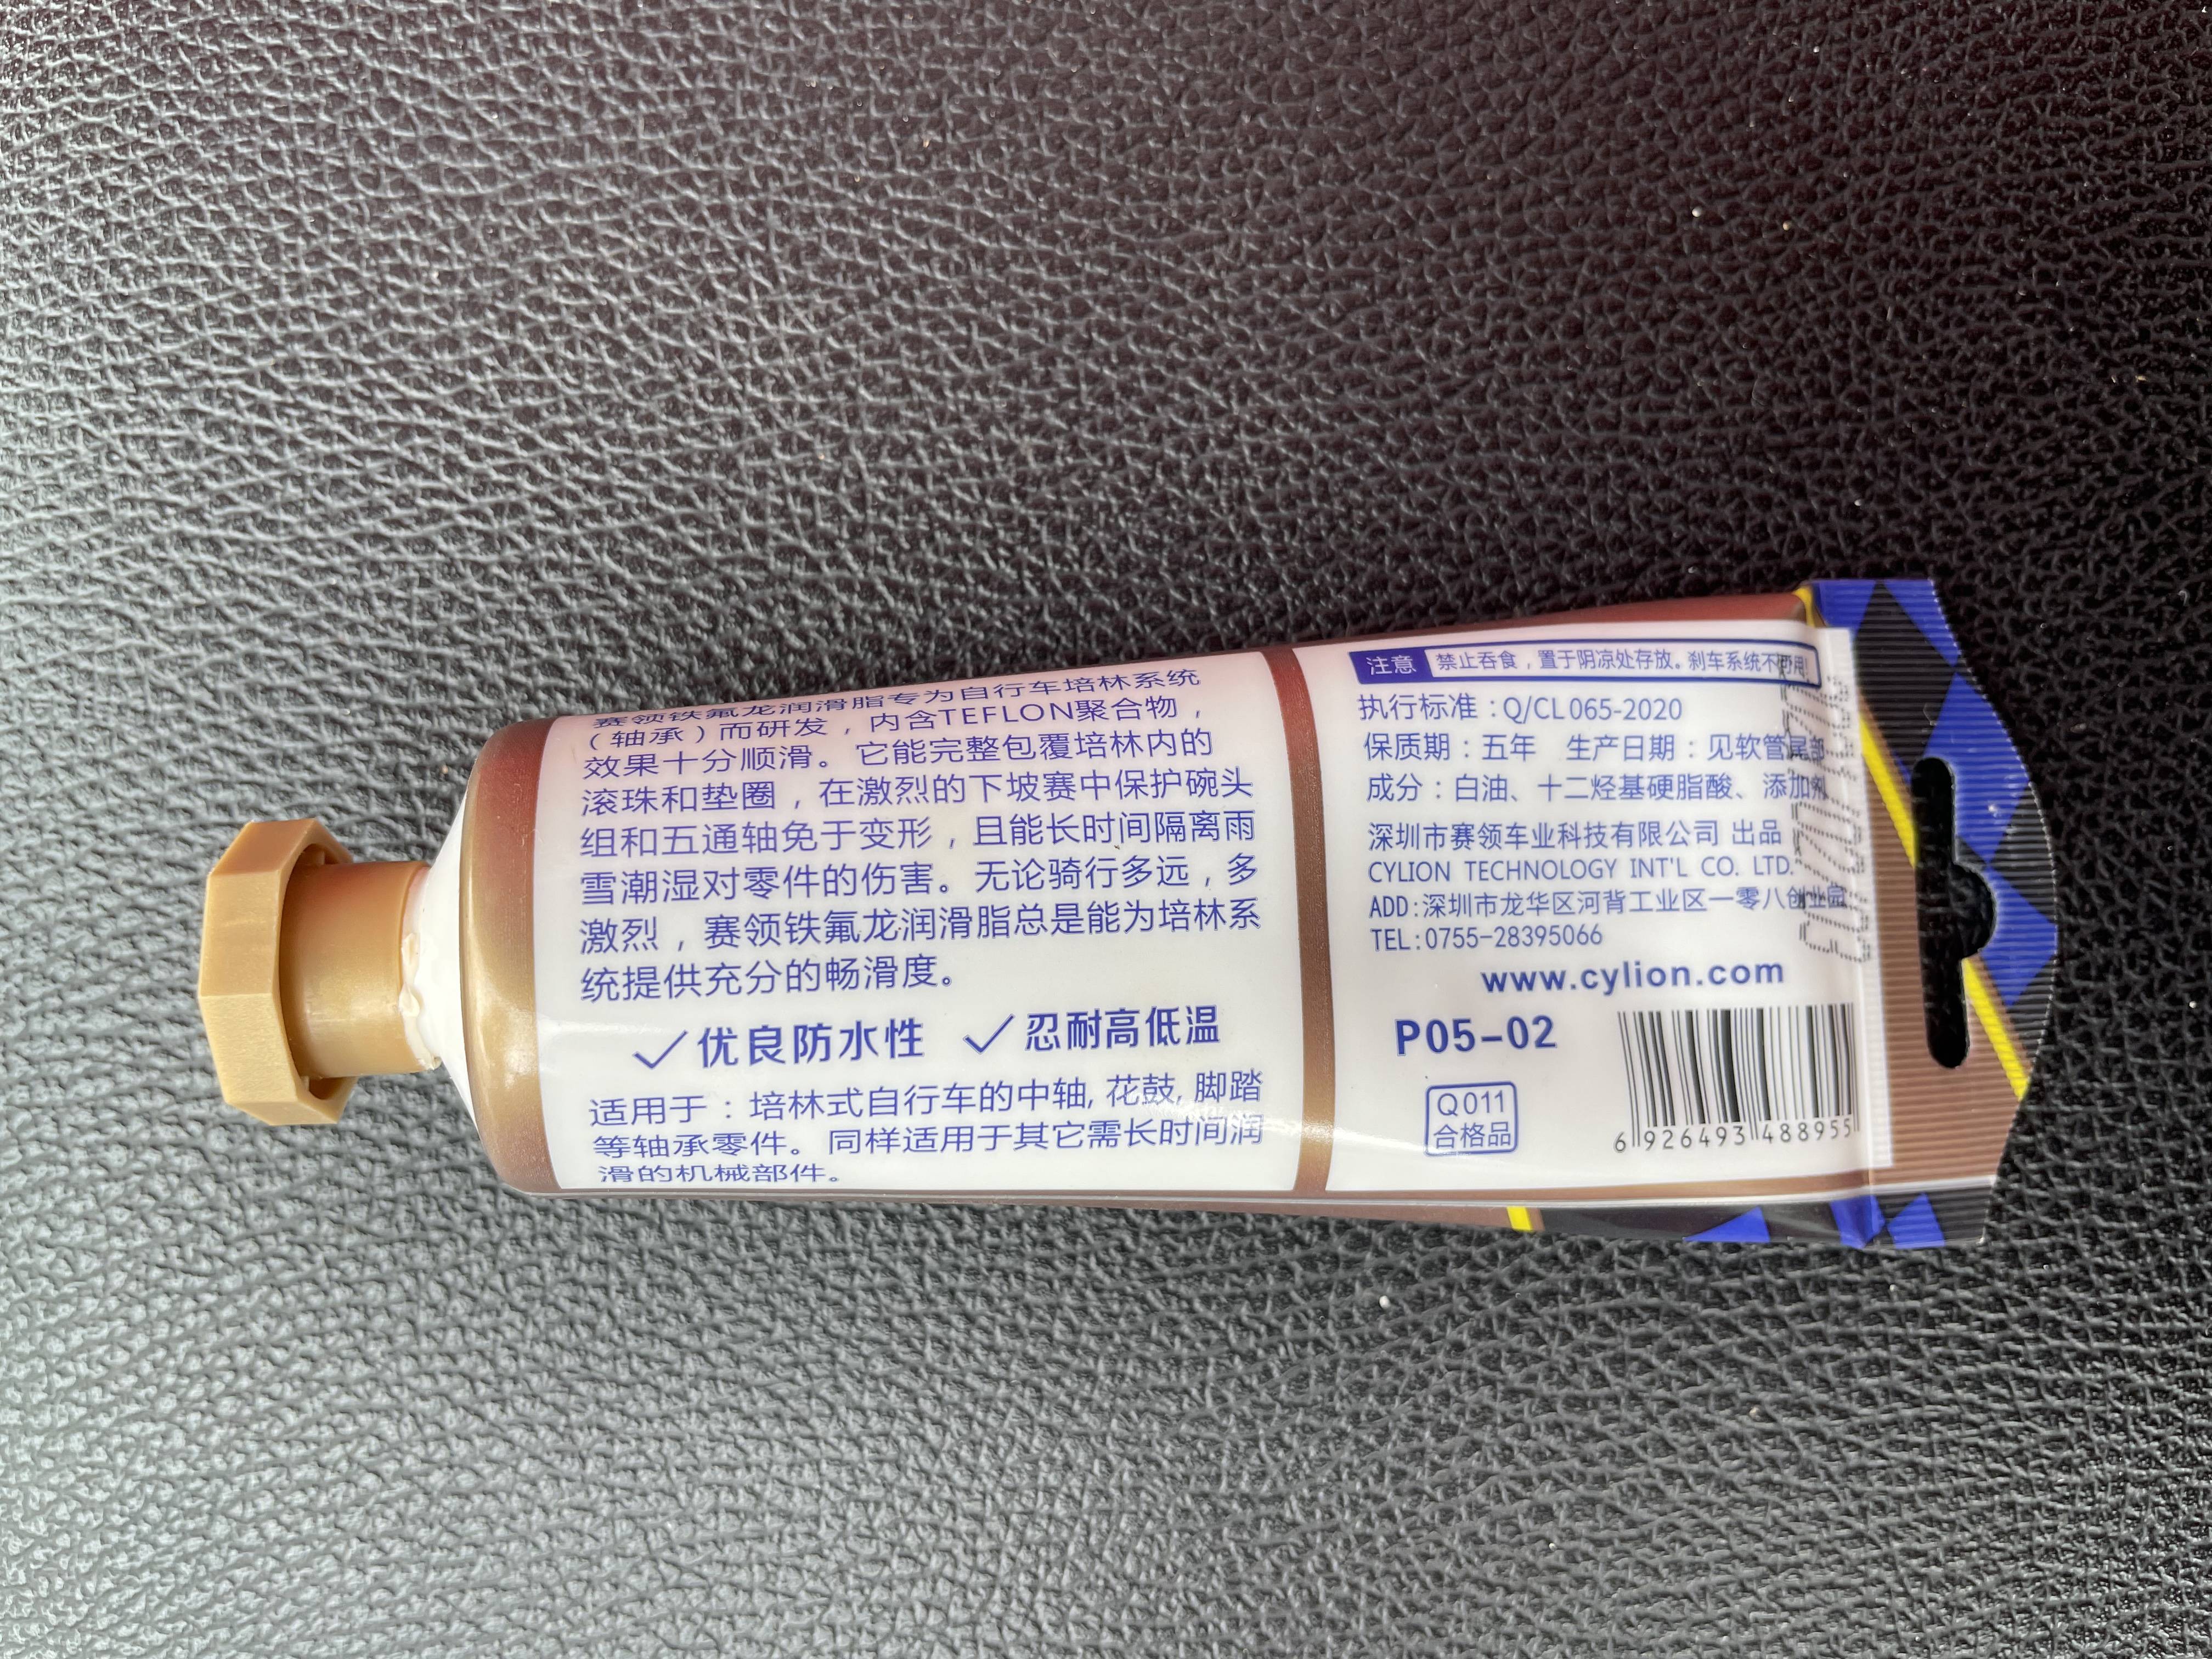 赛领铁氟龙润滑脂专为自行车培林系统
（轴承）而研发，内含TEFLON聚合物，
效果十分顺滑。它能完整包覆培林内的
滚珠和垫圈，在激烈的下坡赛中保护碗头
组和五通轴免于变形，且能长时间隔离雨
雪潮湿对零件的伤害。无论骑行多远，多
激烈，赛领铁氟龙润滑脂总是能为培林系
统提供充分的畅滑度。
✓优良防水性 ✓忍耐高低温
适用于：培林式自行车的中轴, 花鼓, 脚踏
等轴承零件。同样适用于其它需长时间润
滑的机械部件。
注意 禁止吞食，置于阴凉处存放。刹车系统不可用!
执行标准：Q/CL 065-2020
保质期：五年 生产日期：见软管尾部
成分：白油、十二烃基硬脂酸、添加剂
深圳市赛领车业科技有限公司 出品
CYLION TECHNOLOGY INT'L CO. LTD.
ADD:深圳市龙华区河背工业区一零八创业园
TEL:0755-28395066
www.cylion.com
P05-02
Q011
合格品
6 926493 488955